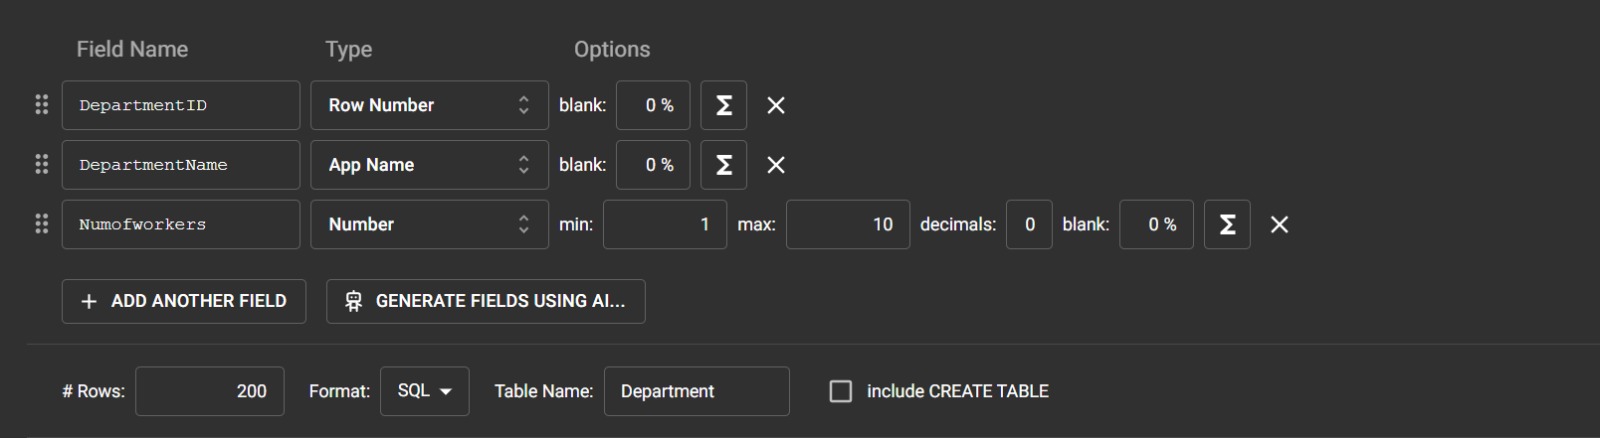 Field Name Type Options
DepartmentID Row Number blank: 0 % Σ
DepartmentName App Name blank: 0 % Σ
Numofworkers Number min: 1 max: 10 decimals: 0 blank: 0 % Σ
+ ADD ANOTHER FIELD GENERATE FIELDS USING AI...
# Rows: 200 Format: SQL Table Name: Department include CREATE TABLE